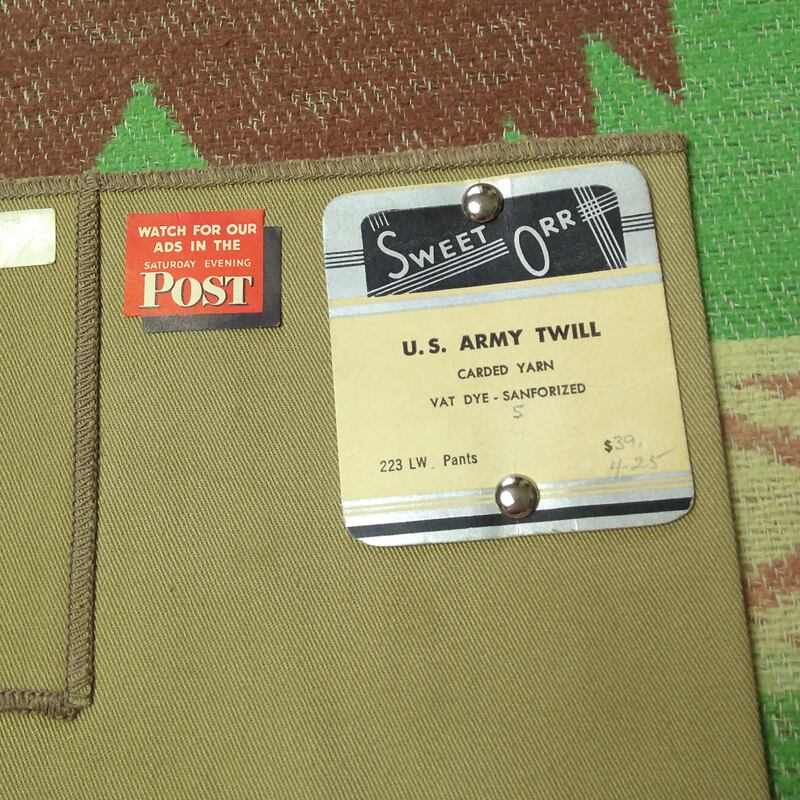 WATCH FOR OUR
ADS IN THE
SATURDAY EVENING
POST
SWEET ORR
U.S. ARMY TWILL
CARDED YARN
VAT DYE - SANFORIZED
5
223 LW Pants
$39.
4-25